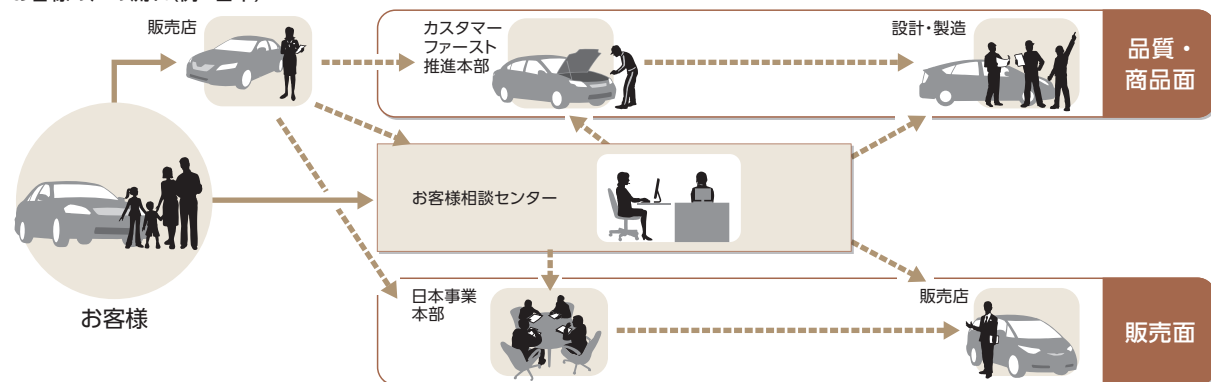 販売店
カスタマー
ファースト
推進本部
設計・製造
品質・
商品面
お客様相談センター
お客様
日本事業
本部
販売店
販売面